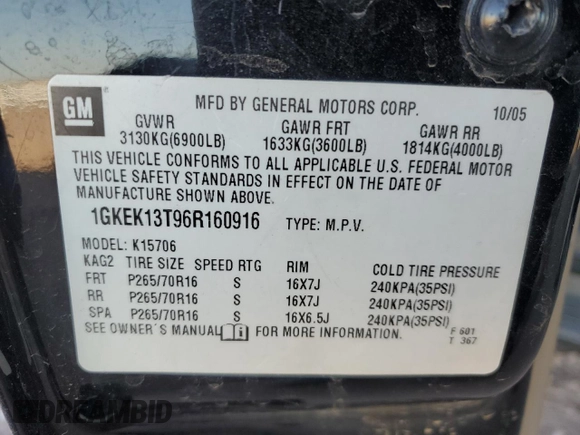 GM
MFD BY GENERAL MOTORS CORP. 10/05
GVWR GAWR FRT GAWR RR
3130KG(6900LB) 1633KG(3600LB) 1814KG(4000LB)
THIS VEHICLE CONFORMS TO ALL APPLICABLE U.S. FEDERAL MOTOR
VEHICLE SAFETY STANDARDS IN EFFECT ON THE DATE OF
MANUFACTURE SHOWN ABOVE.
1GKEK13T96R160916 TYPE: M.P.V.
MODEL: K15706
KAG2 TIRE SIZE SPEED RTG RIM COLD TIRE PRESSURE
FRT P265/70R16 S 16X7J 240KPA(35PSI)
RR P265/70R16 S 16X7J 240KPA(35PSI)
SPA P265/70R16 S 16X6.5J 240KPA(35PSI)
SEE OWNER'S MANUAL i FOR MORE INFORMATION. F 601
T 367
DREAMBID